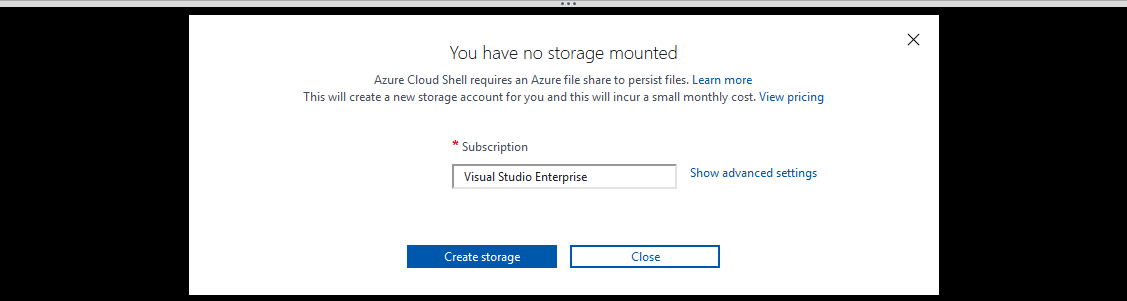 You have no storage mounted
Azure Cloud Shell requires an Azure file share to persist files. Learn more
This will create a new storage account for you and this will incur a small monthly cost. View pricing
* Subscription
Visual Studio Enterprise
Show advanced settings
Create storage
Close